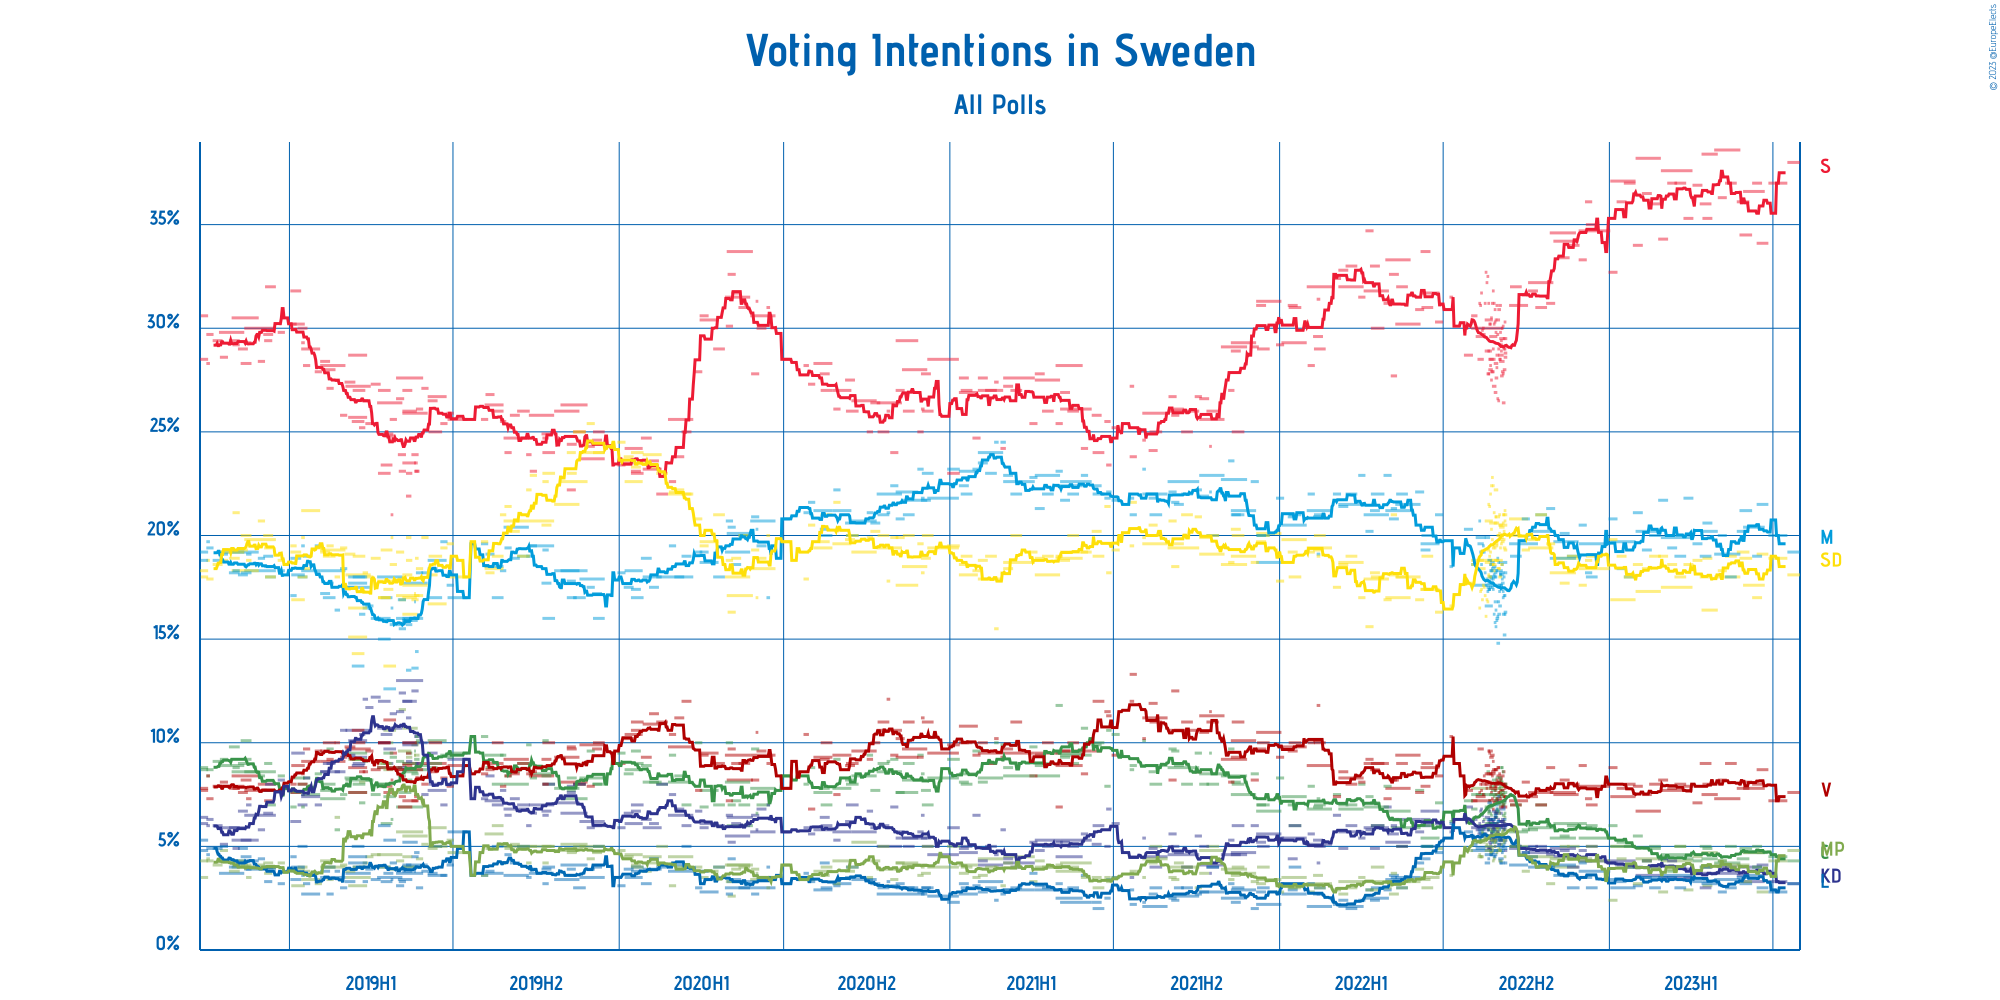 Voting Intentions in Sweden
All Polls
© 2023 @EuropeElects
35%
30%
25%
20%
15%
10%
5%
0%
S
M
SD
V
MP
C
KD
L
2019H1
2019H2
2020H1
2020H2
2021H1
2021H2
2022H1
2022H2
2023H1